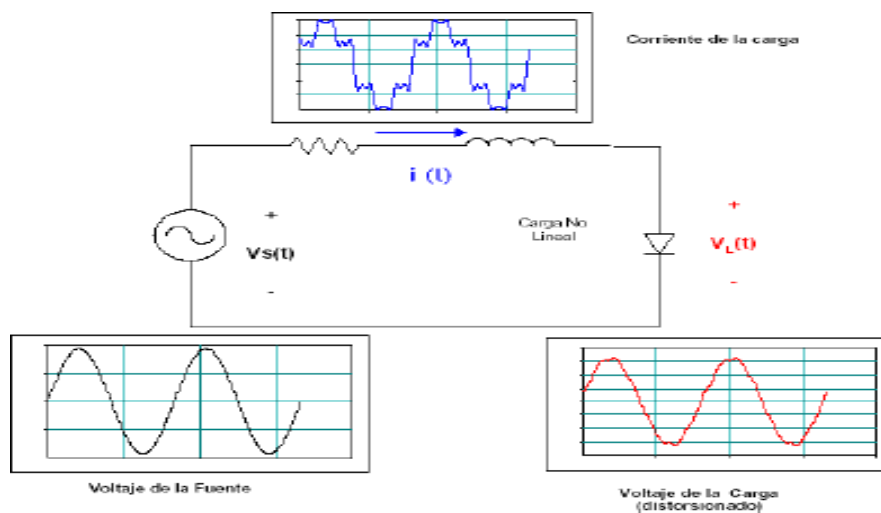 Corriente de la carga
i (t)
+
Vs(t)
-
Carga No
Lineal
+
VL(t)
-
Voltaje de la Fuente
Voltaje de la Carga
(distorsionado)